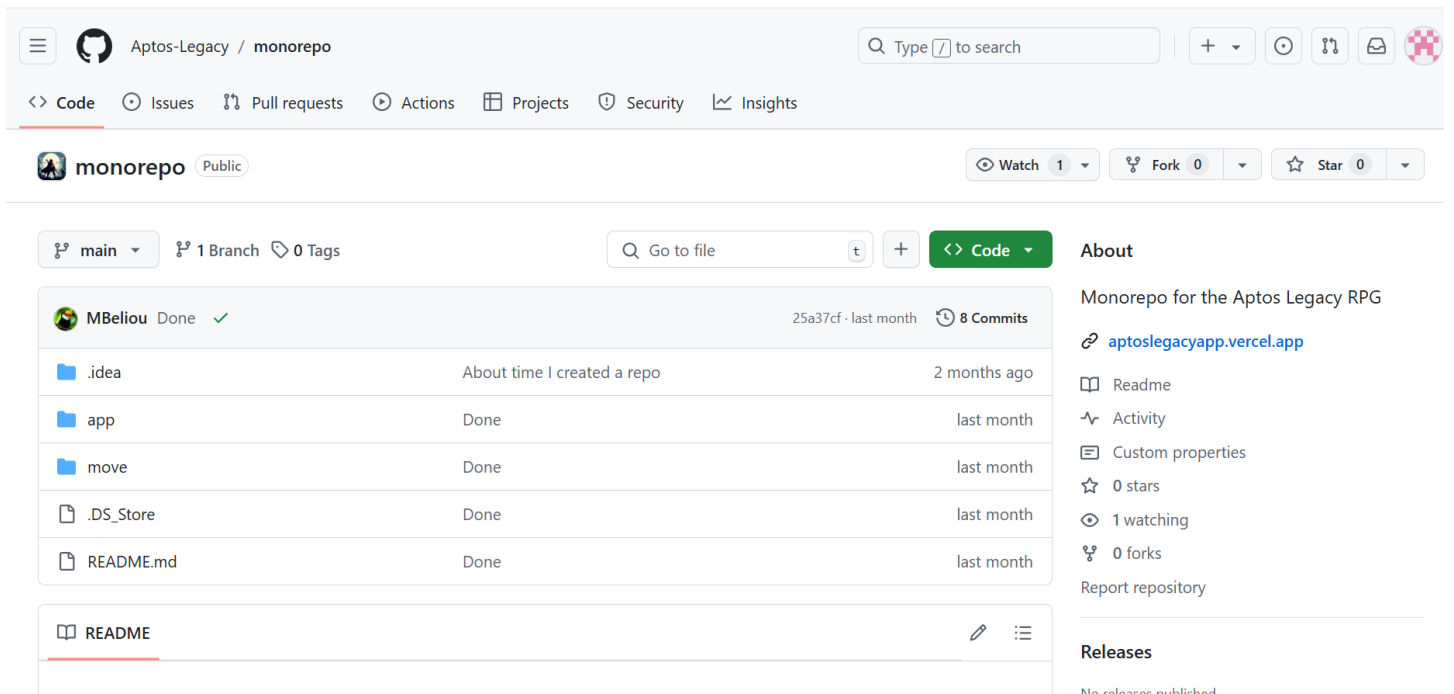 Aptos-Legacy / monorepo
Type / to search
Code Issues Pull requests Actions Projects Security Insights
monorepo Public
Watch 1 Fork 0 Star 0
main 1 Branch 0 Tags
Go to file t
Code
About
Monorepo for the Aptos Legacy RPG
MBeliou Done
25a37cf · last month 8 Commits
aptoslegacyapp.vercel.app
.idea About time I created a repo 2 months ago
Readme
app Done last month
Activity
Custom properties
move Done last month
0 stars
.DS_Store Done last month
1 watching
README.md Done last month
0 forks
Report repository
README
Releases
No releases published